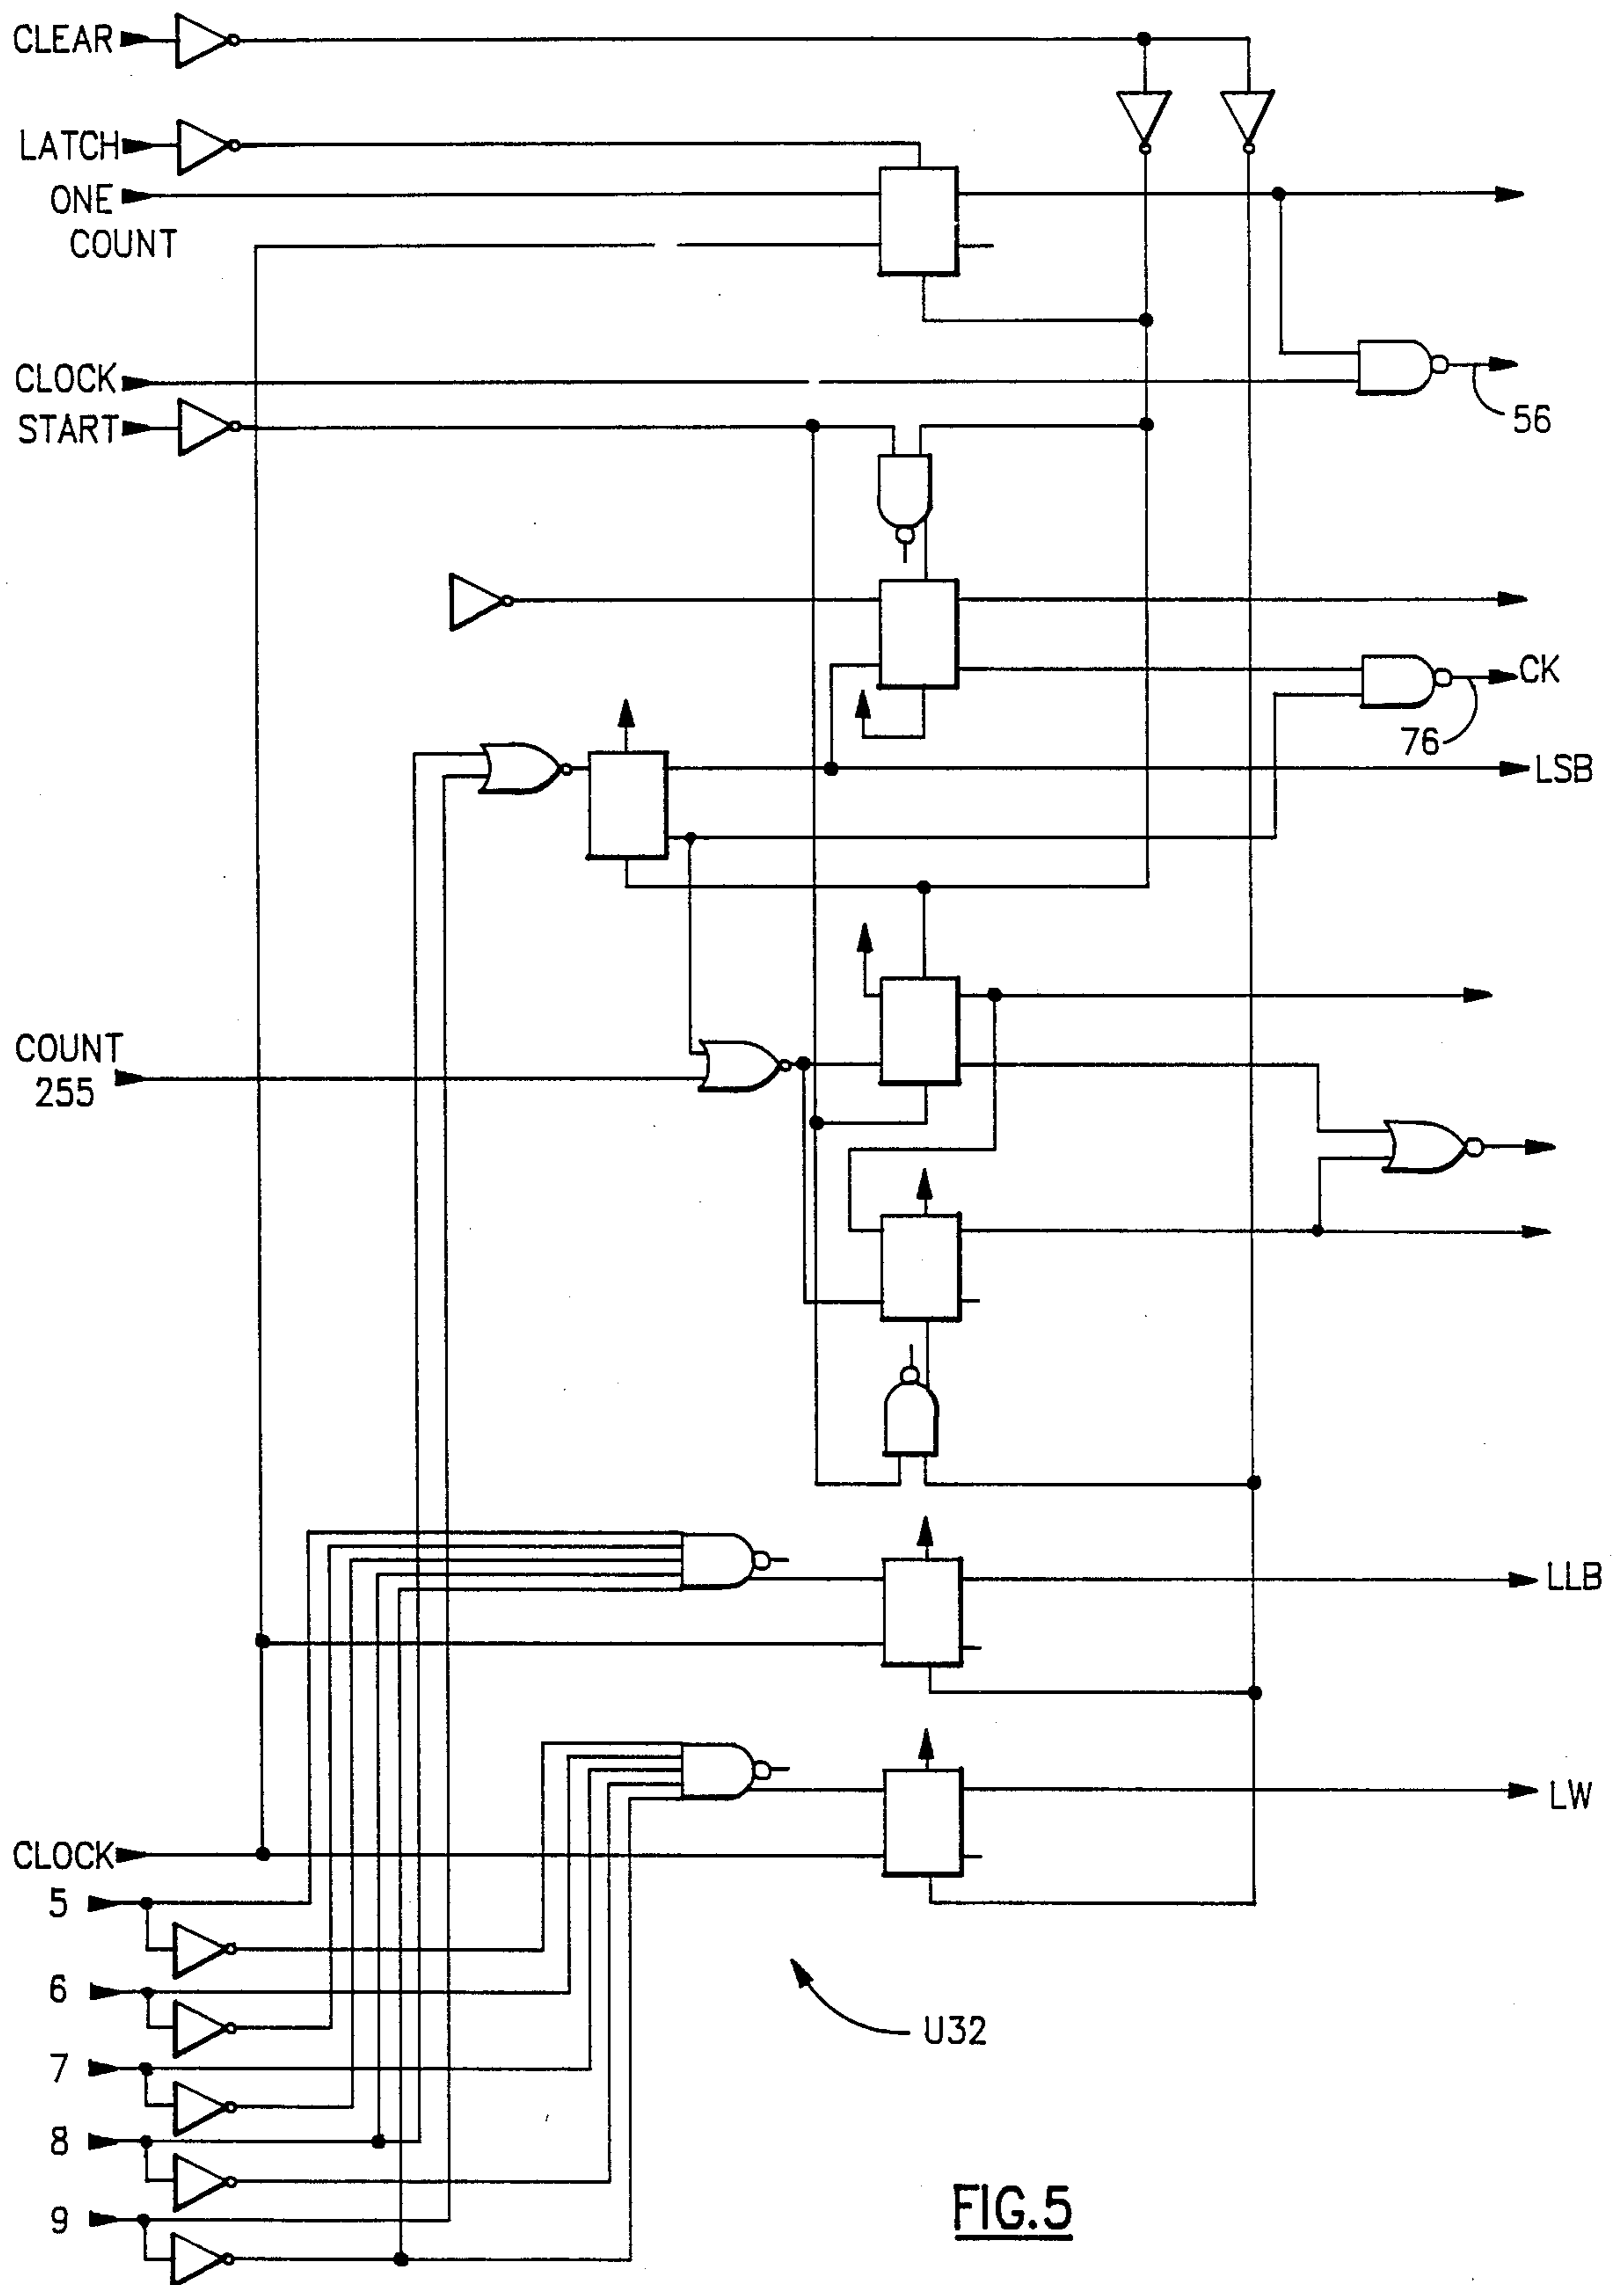 CLEAR
LATCH
ONE
COUNT
CLOCK
START
56
CK
76
LSB
COUNT
255
LLB
LW
CLOCK
5
6
U32
7
8
9
FIG.5